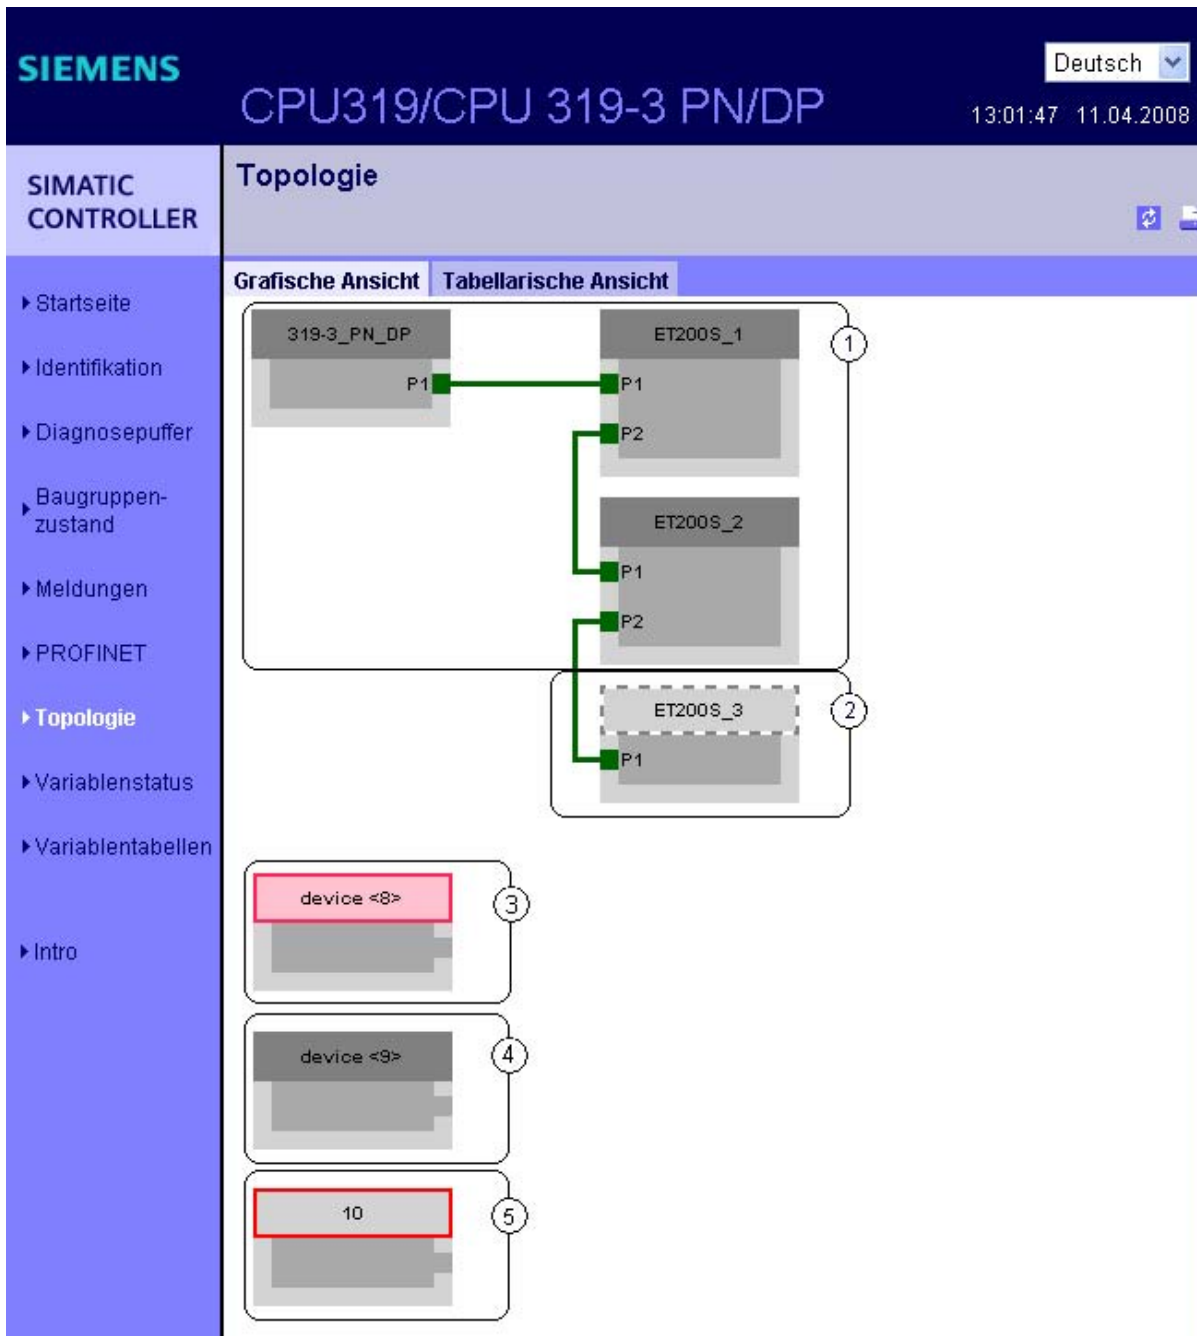 SIEMENS
CPU319/CPU 319-3 PN/DP
Deutsch
13:01:47 11.04.2008
SIMATIC
CONTROLLER
Topologie
Startseite
Identifikation
Diagnosepuffer
Baugruppen-
zustand
Meldungen
PROFINET
Topologie
Variablenstatus
Variablentabellen
Intro
Grafische Ansicht
Tabellarische Ansicht
319-3_PN_DP
P1
ET200S_1
P1
P2
1
ET200S_2
P1
P2
ET200S_3
P1
2
device <8>
3
device <9>
4
10
5